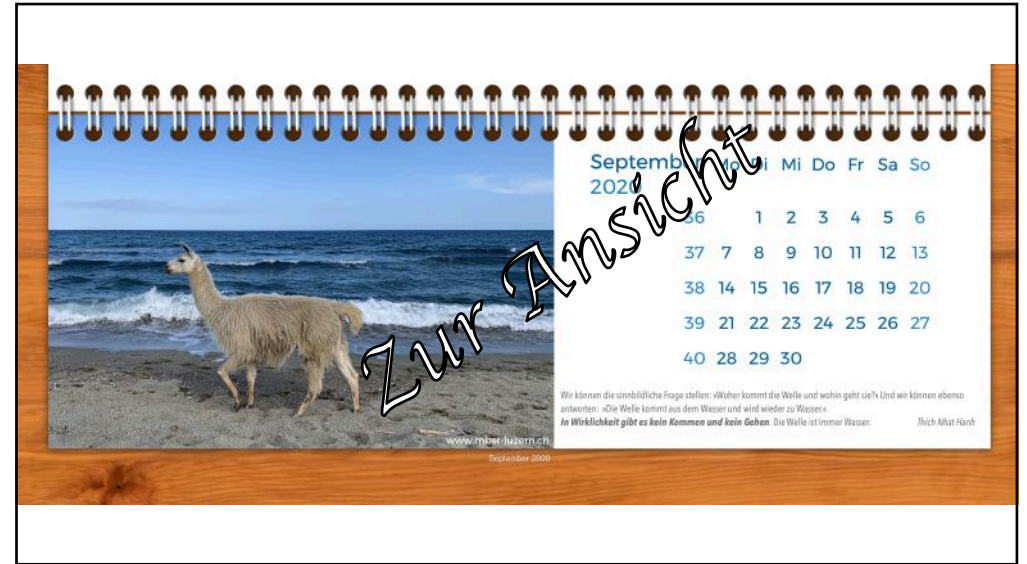 September Mo Di Mi Do Fr Sa So
2020
36 1 2 3 4 5 6
37 7 8 9 10 11 12 13
38 14 15 16 17 18 19 20
39 21 22 23 24 25 26 27
40 28 29 30
Zur Ansicht
Wir können die sinnbildliche Frage stellen: »Woher kommt die Welle und wohin geht sie?« Und wir können ebenso
antworten: »Die Welle kommt aus dem Wasser und wird wieder zu Wasser.«
In Wirklichkeit gibt es kein Kommen und kein Gehen. Die Welle ist immer Wasser. Thich Nhat Hanh
www.mbsr-luzern.ch
September 2020